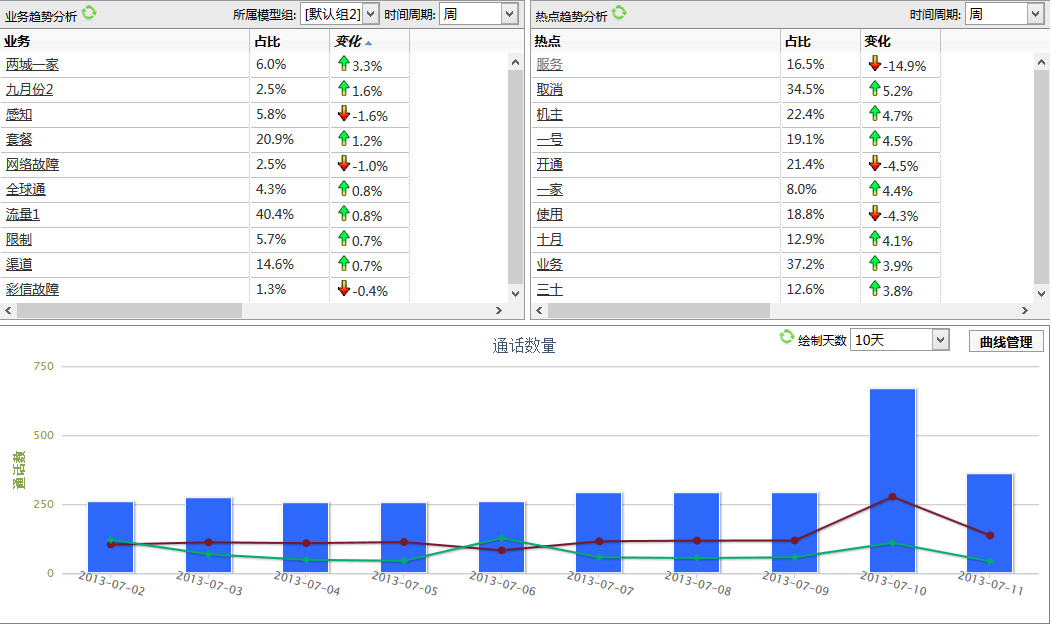 业务趋势分析 所属模型组: [默认组2] 时间周期: 周
业务 占比 变化
两城一家 6.0% 3.3%
九月份2 2.5% 1.6%
感知 5.8% -1.6%
套餐 20.9% 1.2%
网络故障 2.5% -1.0%
全球通 4.3% 0.8%
流量1 40.4% 0.8%
限制 5.7% 0.7%
渠道 14.6% 0.7%
彩信故障 1.3% -0.4%
热点趋势分析 时间周期: 周
热点 占比 变化
服务 16.5% -14.9%
取消 34.5% 5.2%
机主 22.4% 4.7%
一号 19.1% 4.5%
开通 21.4% -4.5%
一家 8.0% 4.4%
使用 18.8% -4.3%
十月 12.9% 4.1%
业务 37.2% 3.9%
三十 12.6% 3.8%
通话数量
绘制天数 10天 曲线管理
通话数
750
500
250
0
2013-07-02 2013-07-03 2013-07-04 2013-07-05 2013-07-06 2013-07-07 2013-07-08 2013-07-09 2013-07-10 2013-07-11